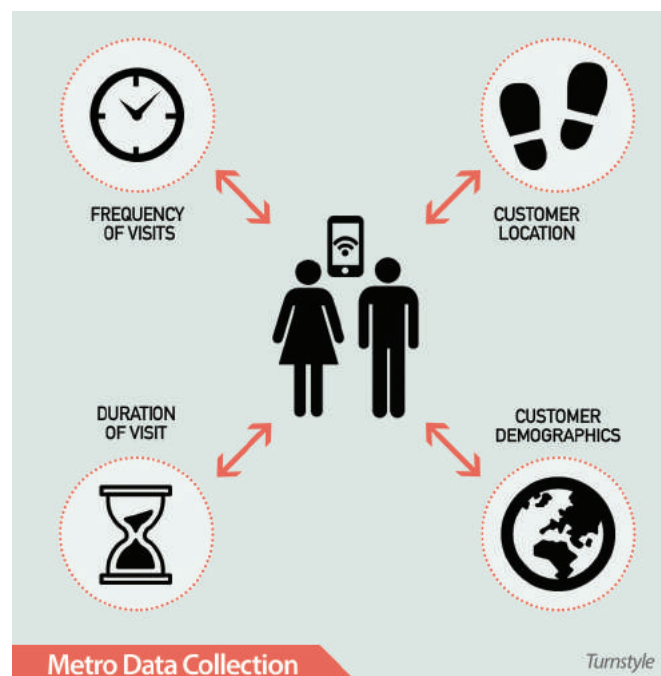 FREQUENCY
OF VISITS
CUSTOMER
LOCATION
DURATION
OF VISIT
CUSTOMER
DEMOGRAPHICS
Metro Data Collection
Turnstyle